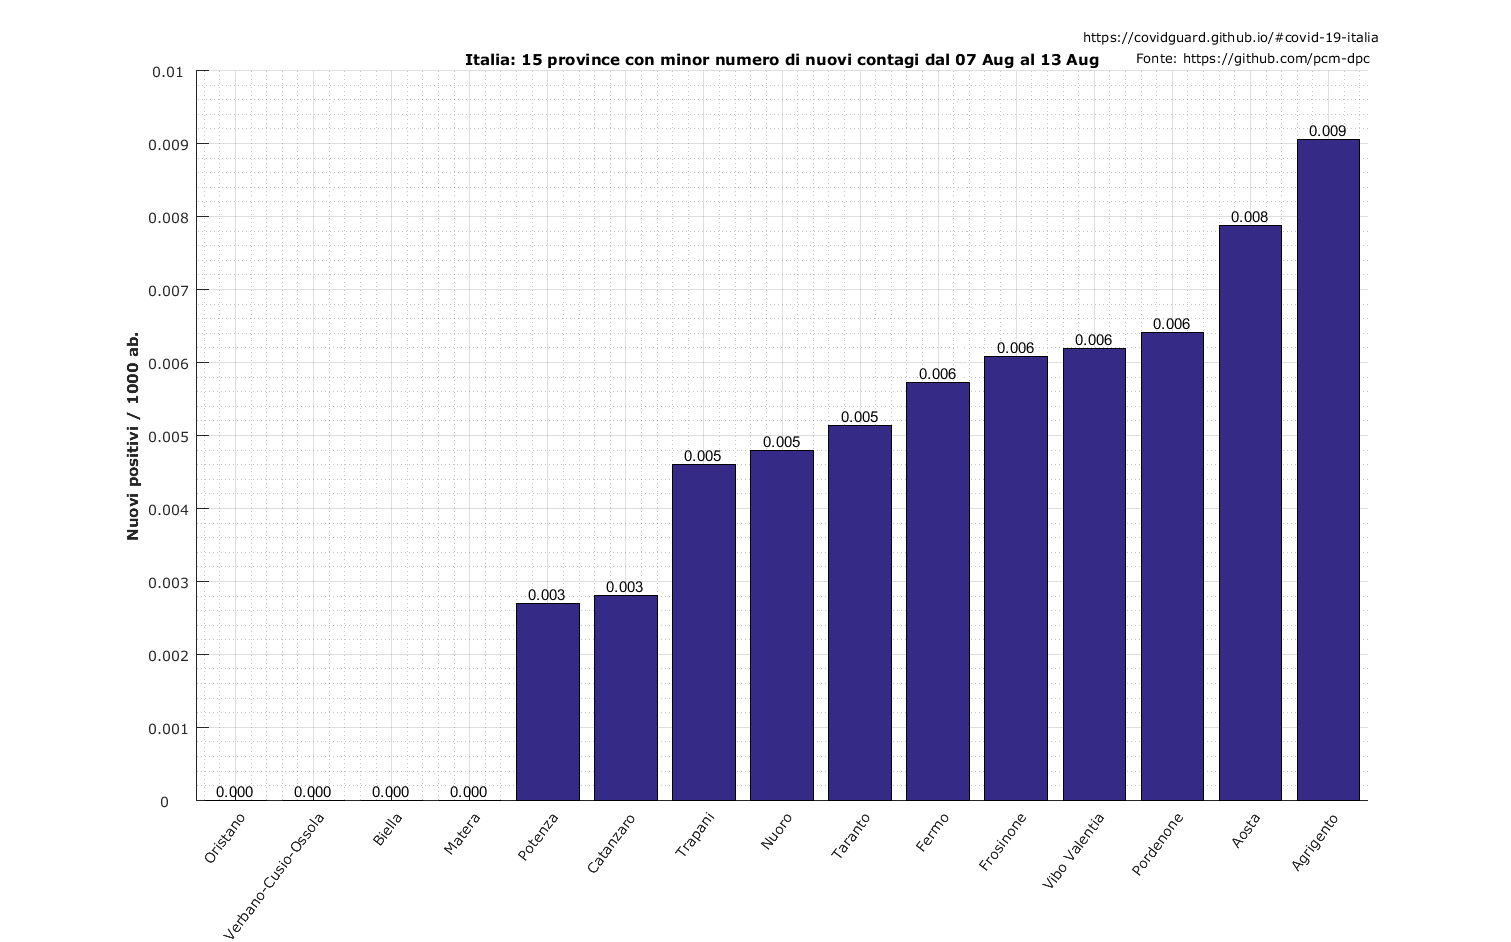 https://covidguard.github.io/#covid-19-italia
Italia: 15 province con minor numero di nuovi contagi dal 07 Aug al 13 Aug
Fonte: https://github.com/pcm-dpc
Nuovi positivi / 1000 ab.
0.01
0.009
0.008
0.007
0.006
0.005
0.004
0.003
0.002
0.001
0
0.000
0.000
0.000
0.000
0.003
0.003
0.005
0.005
0.005
0.006
0.006
0.006
0.006
0.008
0.009
Oristano
Verbano-Cusio-Ossola
Biella
Matera
Potenza
Catanzaro
Trapani
Nuoro
Taranto
Fermo
Frosinone
Vibo Valentia
Pordenone
Aosta
Agrigento